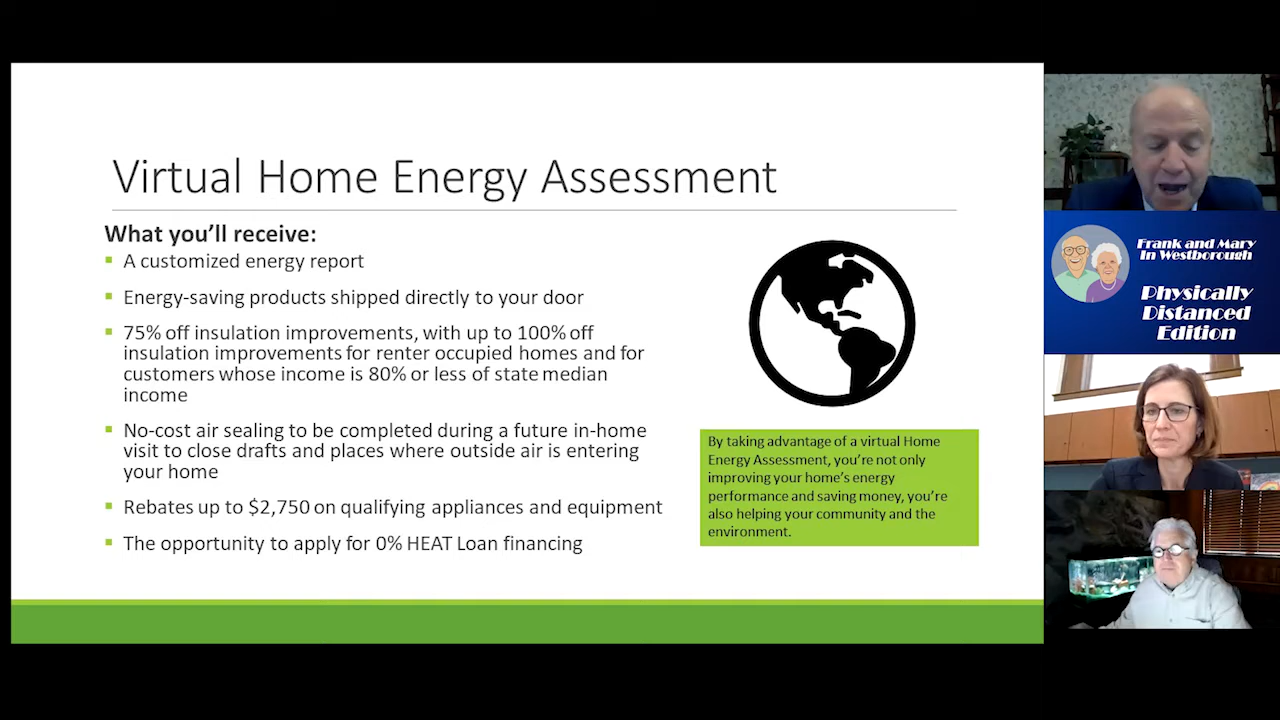 Virtual Home Energy Assessment
What you'll receive:
A customized energy report
Energy-saving products shipped directly to your door
75% off insulation improvements, with up to 100% off
insulation improvements for renter occupied homes and for
customers whose income is 80% or less of state median
income
No-cost air sealing to be completed during a future in-home
visit to close drafts and places where outside air is entering
your home
Rebates up to $2,750 on qualifying appliances and equipment
The opportunity to apply for 0% HEAT Loan financing
By taking advantage of a virtual Home
Energy Assessment, you're not only
improving your home's energy
performance and saving money, you're
also helping your community and the
environment.
Frank and Mary
In Westborough
Physically
Distanced
Edition